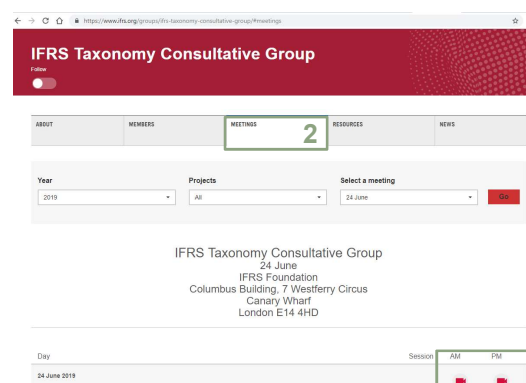 https://www.ifrs.org/groups/ifrs-taxonomy-consultative-group/#meetings
IFRS Taxonomy Consultative Group
Follow
ABOUT MEMBERS MEETINGS 2 RESOURCES NEWS
Year Projects Select a meeting
2019 All 24 June Go
IFRS Taxonomy Consultative Group
24 June
IFRS Foundation
Columbus Building, 7 Westferry Circus
Canary Wharf
London E14 4HD
Day Session AM PM
24 June 2019